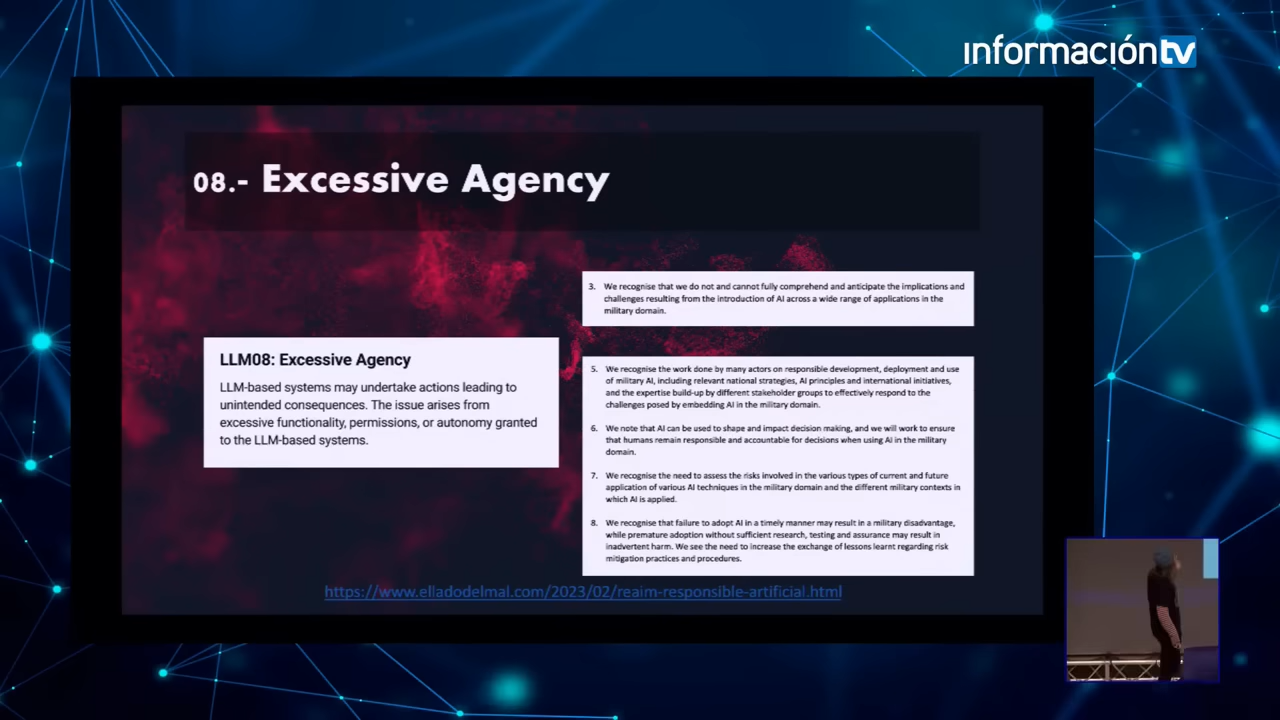 informacióntv
08.- Excessive Agency
3. We recognise that we do not and cannot fully comprehend and anticipate the implications and
challenges resulting from the introduction of AI across a wide range of applications in the
military domain.
LLM08: Excessive Agency
LLM-based systems may undertake actions leading to
unintended consequences. The issue arises from
excessive functionality, permissions, or autonomy granted
to the LLM-based systems.
5. We recognise the work done by many actors on responsible development, deployment and use
of military AI, including relevant national strategies, AI principles and international initiatives,
and the expertise build-up by different stakeholder groups to effectively respond to the
challenges posed by embedding AI in the military domain.
6. We note that AI can be used to shape and impact decision making, and we will work to ensure
that humans remain responsible and accountable for decisions when using AI in the military
domain.
7. We recognise the need to assess the risks involved in the various types of current and future
application of various AI techniques in the military domain and the different military contexts in
which AI is applied.
8. We recognise that failure to adopt AI in a timely manner may result in a military disadvantage,
while premature adoption without sufficient research, testing and assurance may result in
inadvertent harm. We see the need to increase the exchange of lessons learnt regarding risk
mitigation practices and procedures.
https://www.elladodelmal.com/2023/02/reaim-responsible-artificial.html